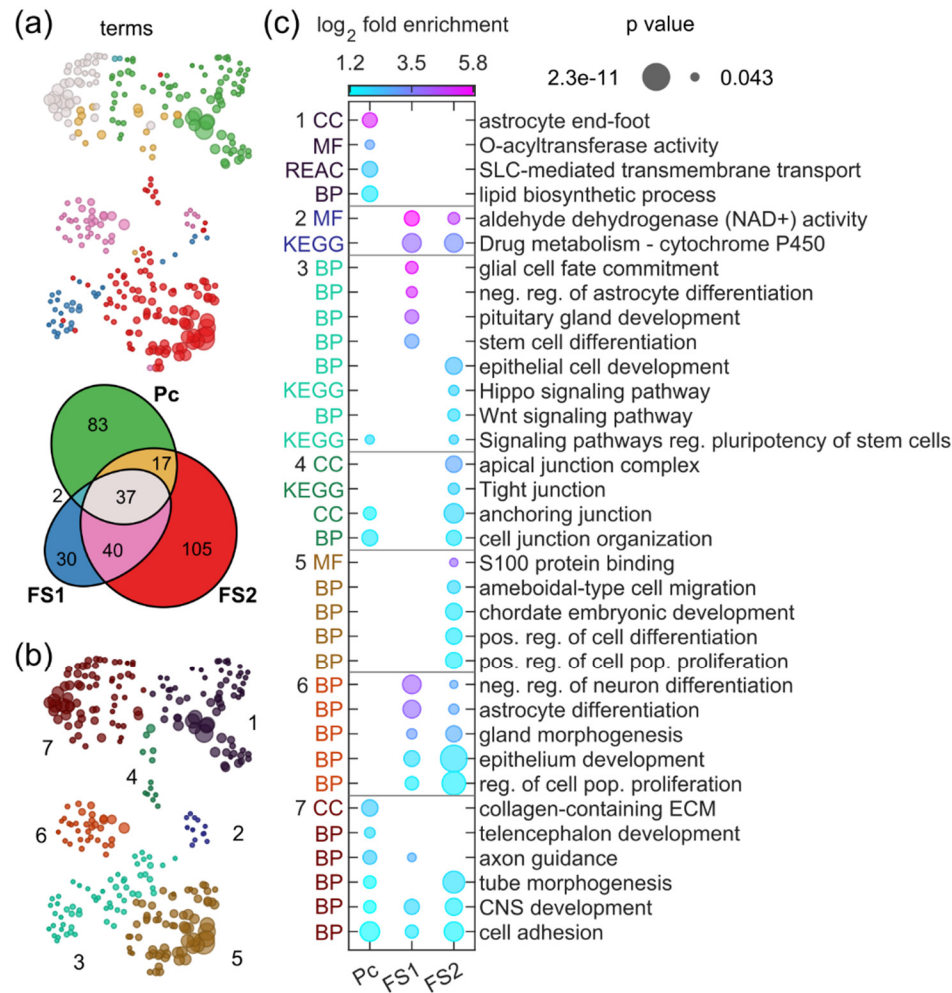 (a)
terms
Pc
83
17
2
37
30
40
105
FS1
FS2
(b)
1
7
4
6
2
3
5
(c)
log2 fold enrichment
p value
1.2 3.5 5.8
2.3e-11
0.043
1 CC astrocyte end-foot
MF O-acyltransferase activity
REAC SLC-mediated transmembrane transport
BP lipid biosynthetic process
2 MF aldehyde dehydrogenase (NAD+) activity
KEGG Drug metabolism - cytochrome P450
3 BP glial cell fate commitment
BP neg. reg. of astrocyte differentiation
BP pituitary gland development
BP stem cell differentiation
BP epithelial cell development
KEGG Hippo signaling pathway
BP Wnt signaling pathway
KEGG Signaling pathways reg. pluripotency of stem cells
4 CC apical junction complex
KEGG Tight junction
CC anchoring junction
BP cell junction organization
5 MF S100 protein binding
BP ameboidal-type cell migration
BP chordate embryonic development
BP pos. reg. of cell differentiation
BP pos. reg. of cell pop. proliferation
6 BP neg. reg. of neuron differentiation
BP astrocyte differentiation
BP gland morphogenesis
BP epithelium development
BP reg. of cell pop. proliferation
7 CC collagen-containing ECM
BP telencephalon development
BP axon guidance
BP tube morphogenesis
BP CNS development
BP cell adhesion
Pc FS1 FS2